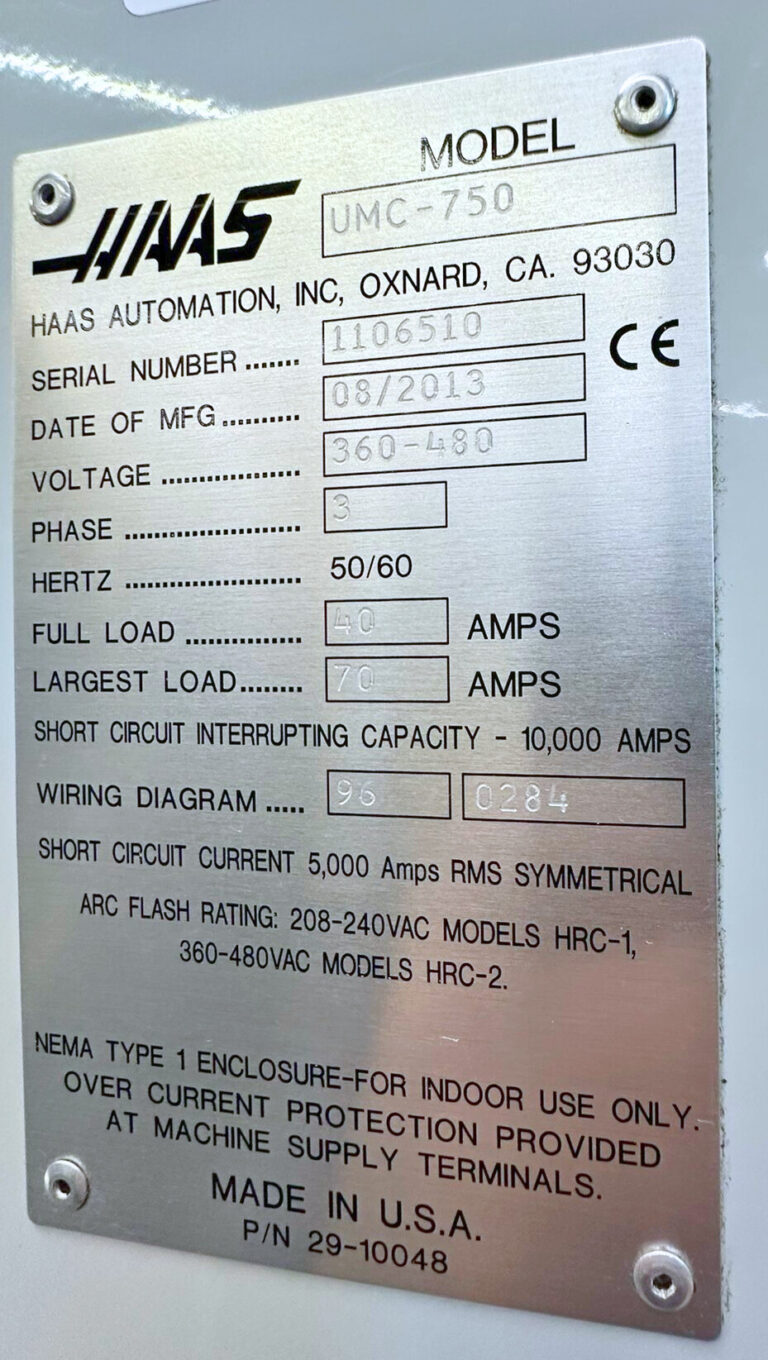 MODEL
HAAS UMC-750
HAAS AUTOMATION, INC, OXNARD, CA. 93030
SERIAL NUMBER ....... 1106510 CE
DATE OF MFG .......... 08/2013
VOLTAGE ................... 360-480
PHASE ........................ 3
HERTZ ........................ 50/60
FULL LOAD ................ 40 AMPS
LARGEST LOAD........ 70 AMPS
SHORT CIRCUIT INTERRUPTING CAPACITY - 10,000 AMPS
WIRING DIAGRAM ..... 96 0284
SHORT CIRCUIT CURRENT 5,000 Amps RMS SYMMETRICAL
ARC FLASH RATING: 208-240VAC MODELS HRC-1,
360-480VAC MODELS HRC-2.
NEMA TYPE 1 ENCLOSURE-FOR INDOOR USE ONLY.
OVER CURRENT PROTECTION PROVIDED
AT MACHINE SUPPLY TERMINALS.
MADE IN U.S.A.
P/N 29-10048